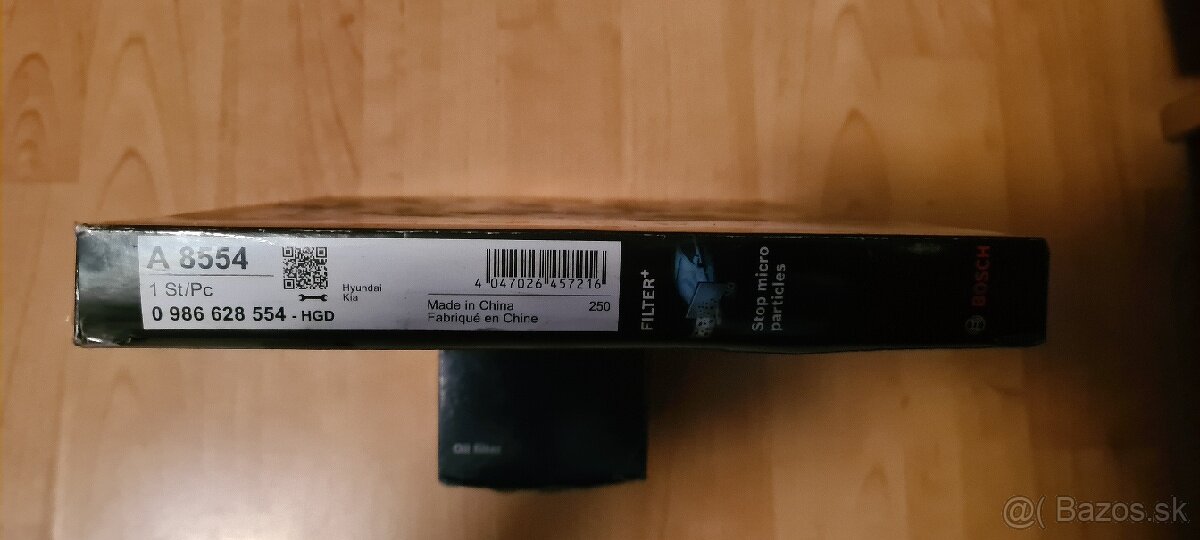 A 8554
1 St/Pc
0 986 628 554 - HGD
Hyundai
Kia
4 047026 457216
Made in China
Fabriqué en Chine
250
FILTER+
Stop micro
particles
BOSCH
Oil filter
@( Bazos.sk